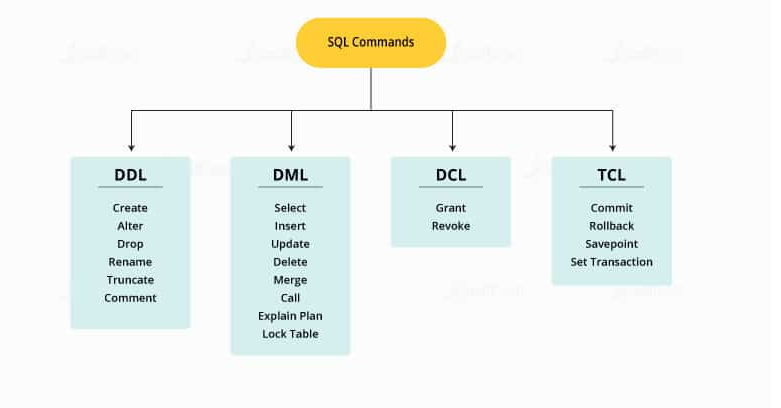 SQL Commands
DDL
Create
Alter
Drop
Rename
Truncate
Comment
DML
Select
Insert
Update
Delete
Merge
Call
Explain Plan
Lock Table
DCL
Grant
Revoke
TCL
Commit
Rollback
Savepoint
Set Transaction